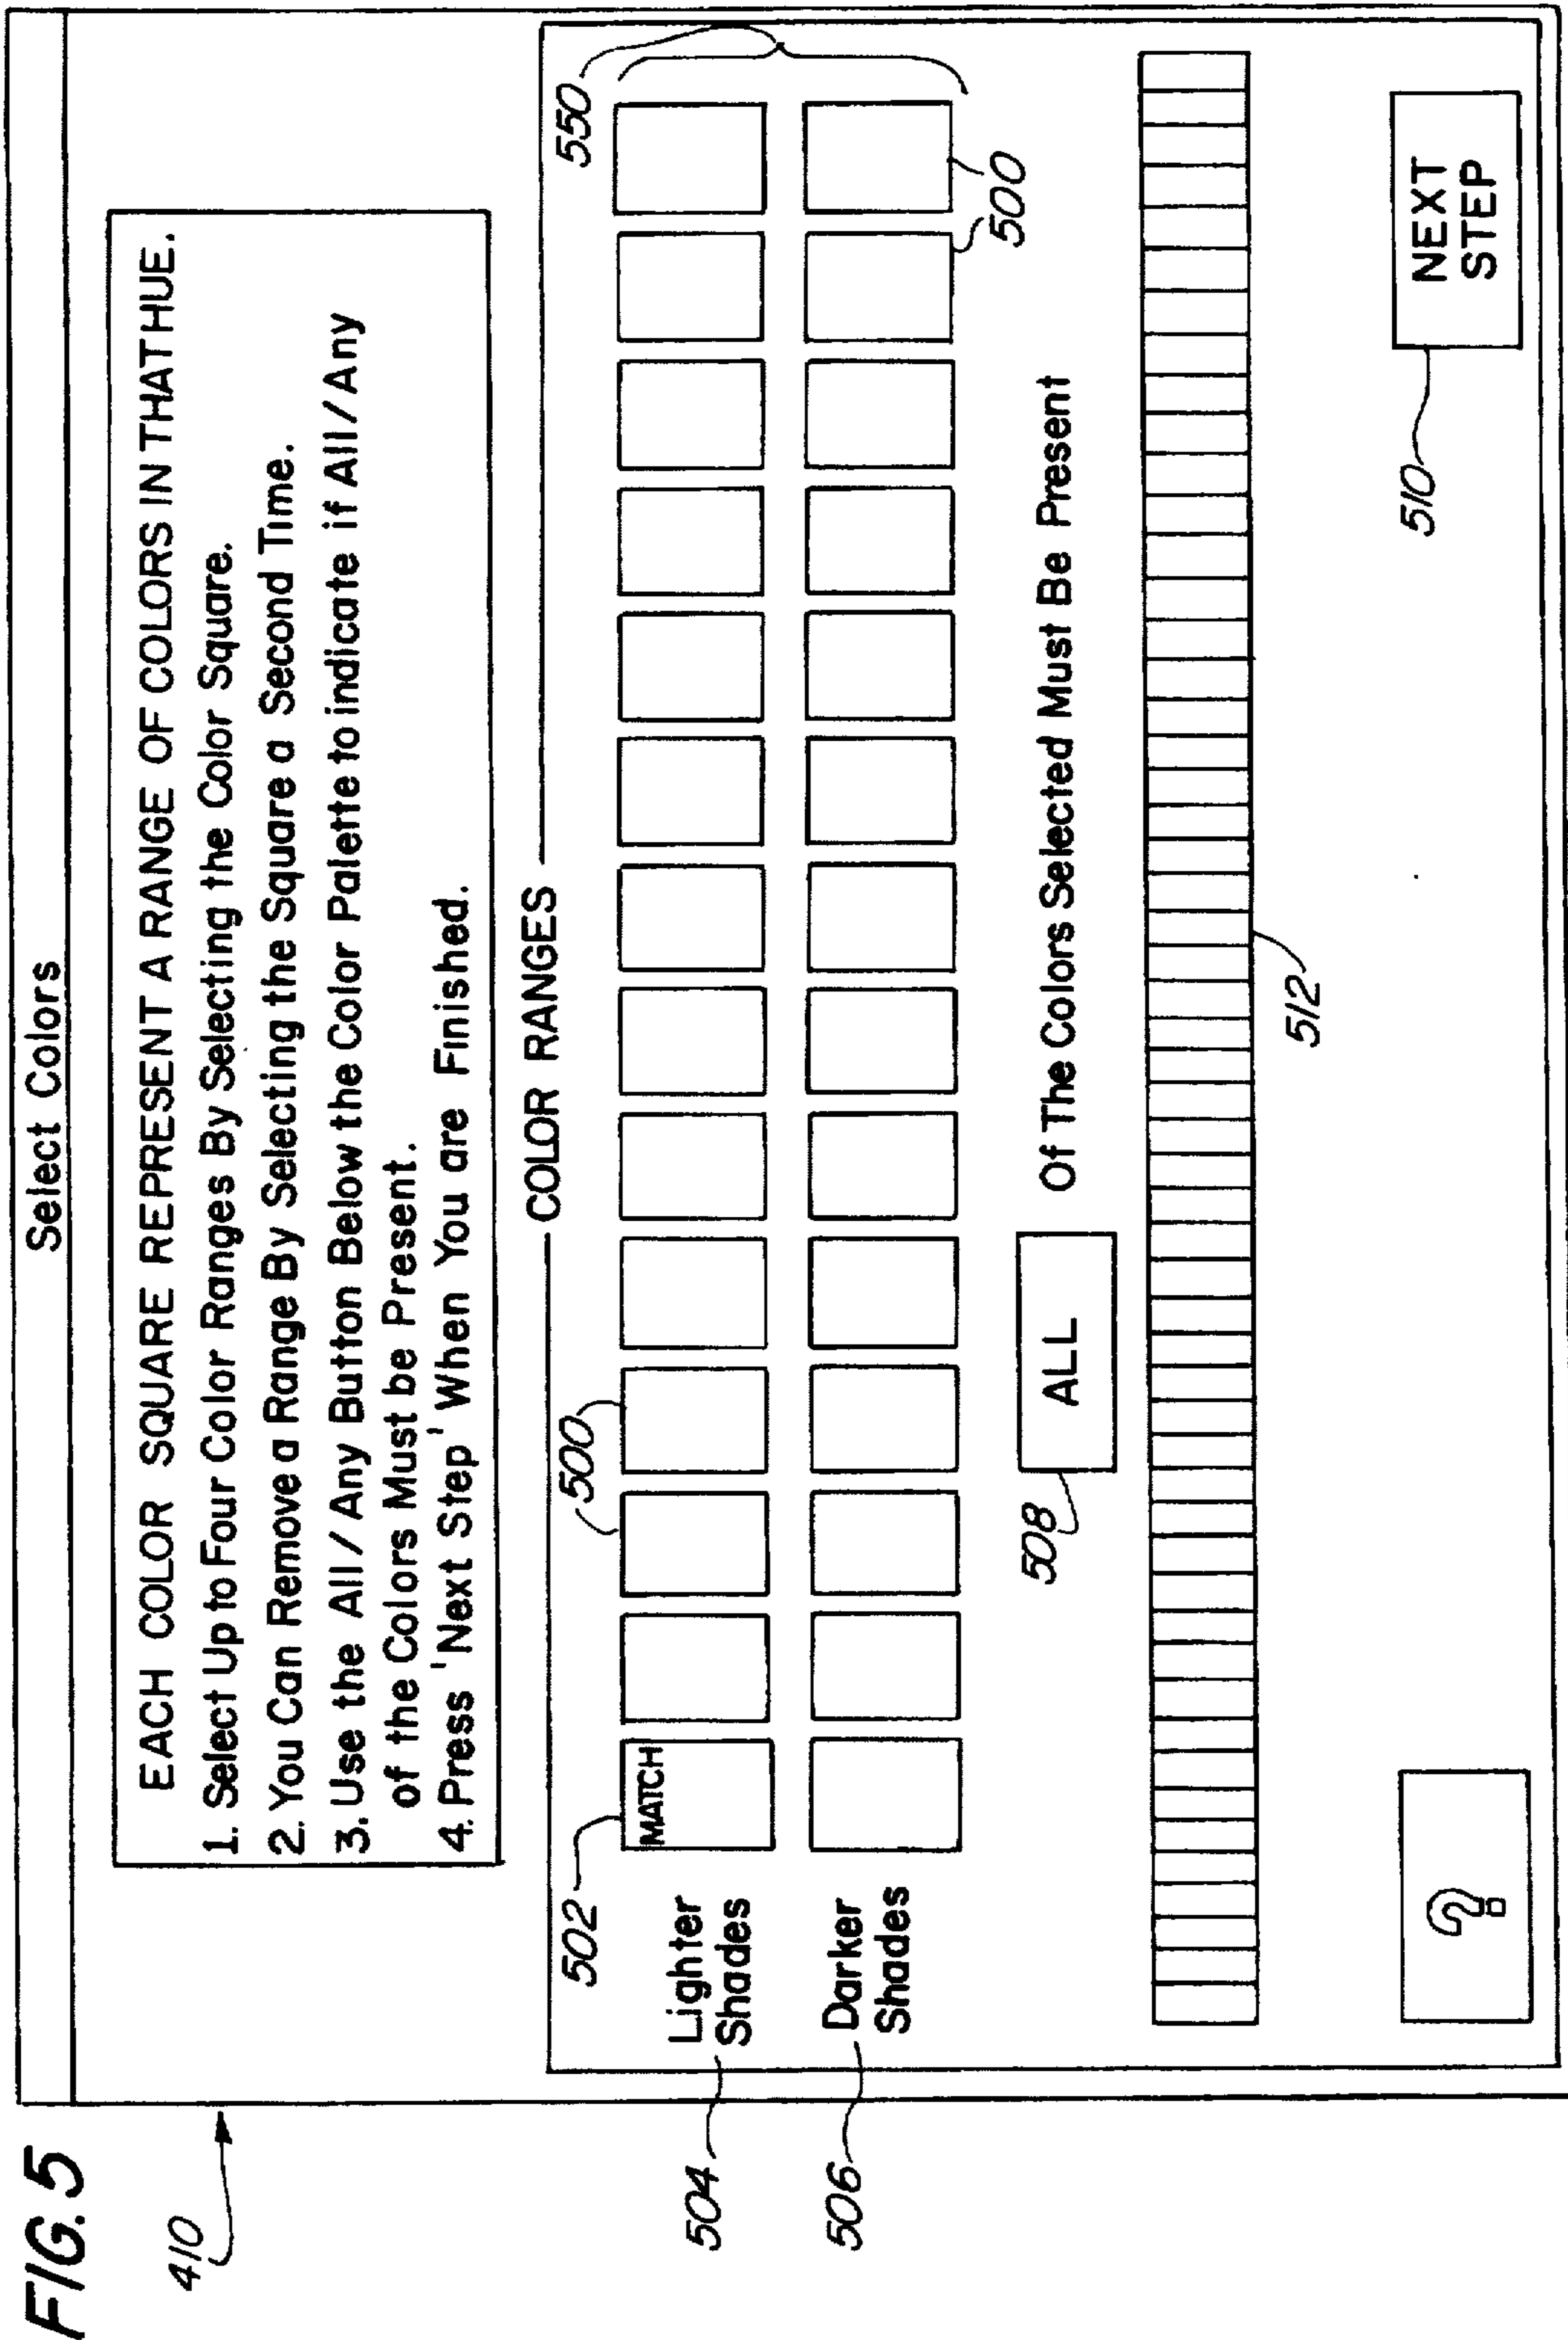 FIG. 5
410
Select Colors
EACH COLOR SQUARE REPRESENT A RANGE OF COLORS IN THAT HUE.
1. Select Up to Four Color Ranges By Selecting the Color Square.
2. You Can Remove a Range By Selecting the Square a Second Time.
3. Use the All/Any Button Below the Color Palette to indicate if All/Any
of the Colors Must be Present.
4. Press 'Next Step' When You are Finished.
COLOR RANGES
502
500
550
504
Lighter
Shades
MATCH
506
Darker
Shades
500
508
ALL
Of The Colors Selected Must Be Present
512
510
?
NEXT
STEP